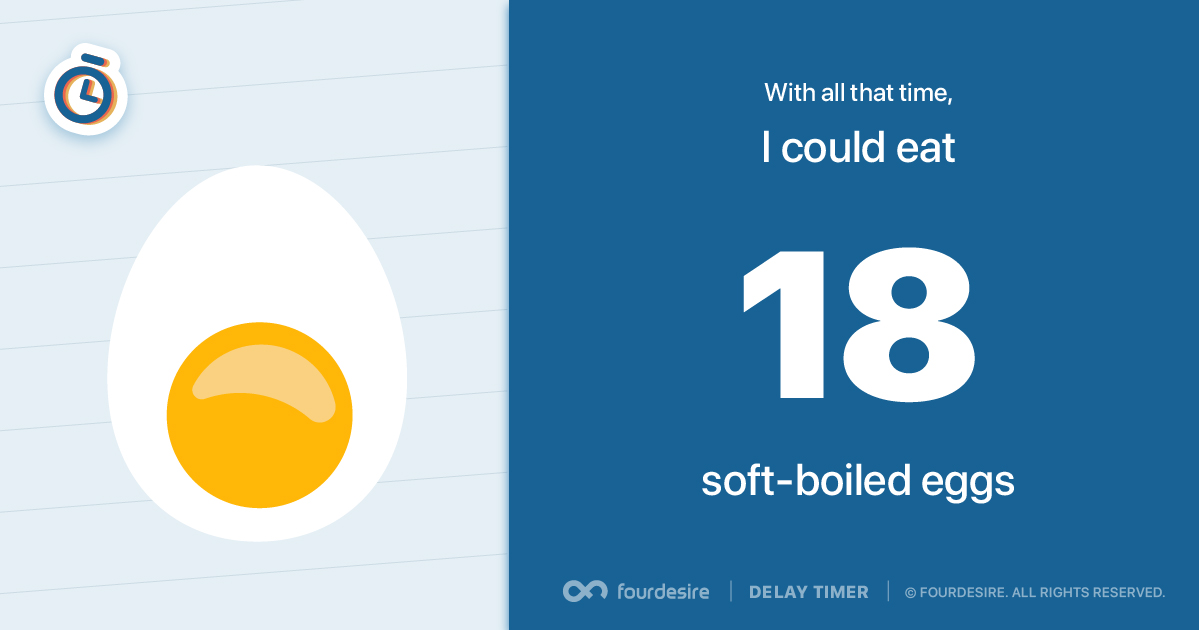 With all that time,
I could eat
18
soft-boiled eggs
fourdesire | DELAY TIMER | © FOURDESIRE. ALL RIGHTS RESERVED.